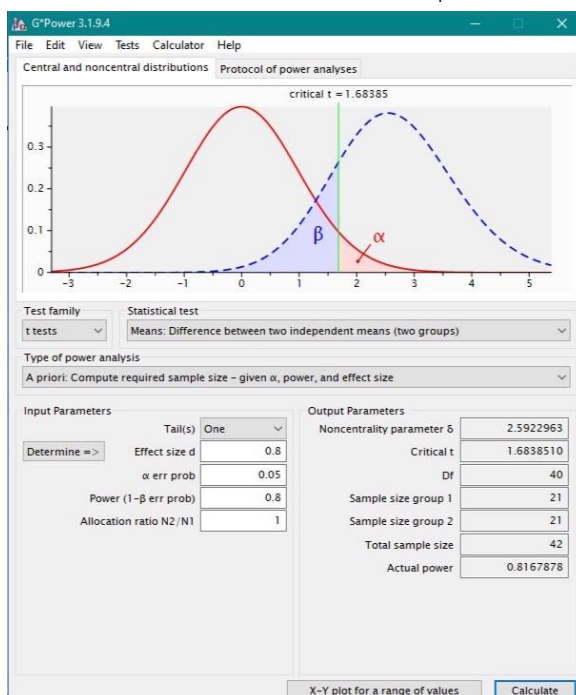 G*Power 3.1.9.4
File Edit View Tests Calculator Help
Central and noncentral distributions Protocol of power analyses
critical t = 1.68385
0.3
0.2
0.1
0
β
α
-3 -2 -1 0 1 2 3 4 5
Test family Statistical test
t tests Means: Difference between two independent means (two groups)
Type of power analysis
A priori: Compute required sample size - given α, power, and effect size
Input Parameters Output Parameters
Tail(s) One Noncentrality parameter δ 2.5922963
Determine => Effect size d 0.8 Critical t 1.6838510
α err prob 0.05 Df 40
Power (1-β err prob) 0.8 Sample size group 1 21
Allocation ratio N2/N1 1 Sample size group 2 21
Total sample size 42
Actual power 0.8167878
X-Y plot for a range of values Calculate